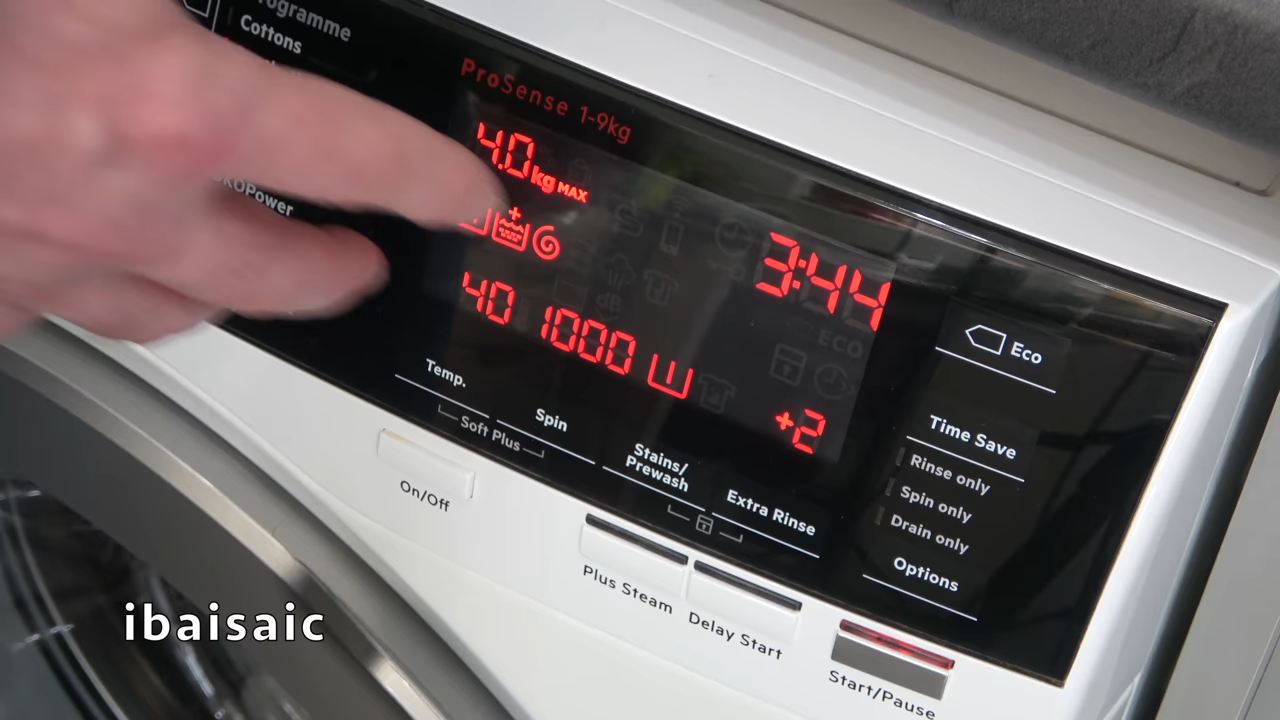 Programme
Cottons
ÖKOPower
ProSense 1-9kg
4.0 kg MAX
3:44
40 1000
+2
Temp.
Spin
Soft Plus
Stains/
Prewash
Extra Rinse
Eco
Time Save
Rinse only
Spin only
Drain only
Options
ECO
dB
On/Off
Plus Steam
Delay Start
Start/Pause
ibaisaic